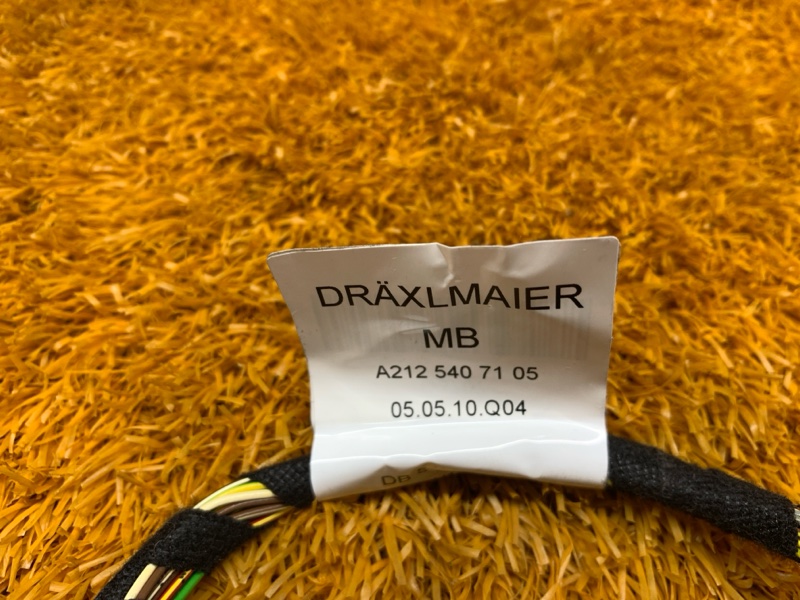 DRÄXLMAIER
MB
A212 540 71 05
05.05.10.Q04